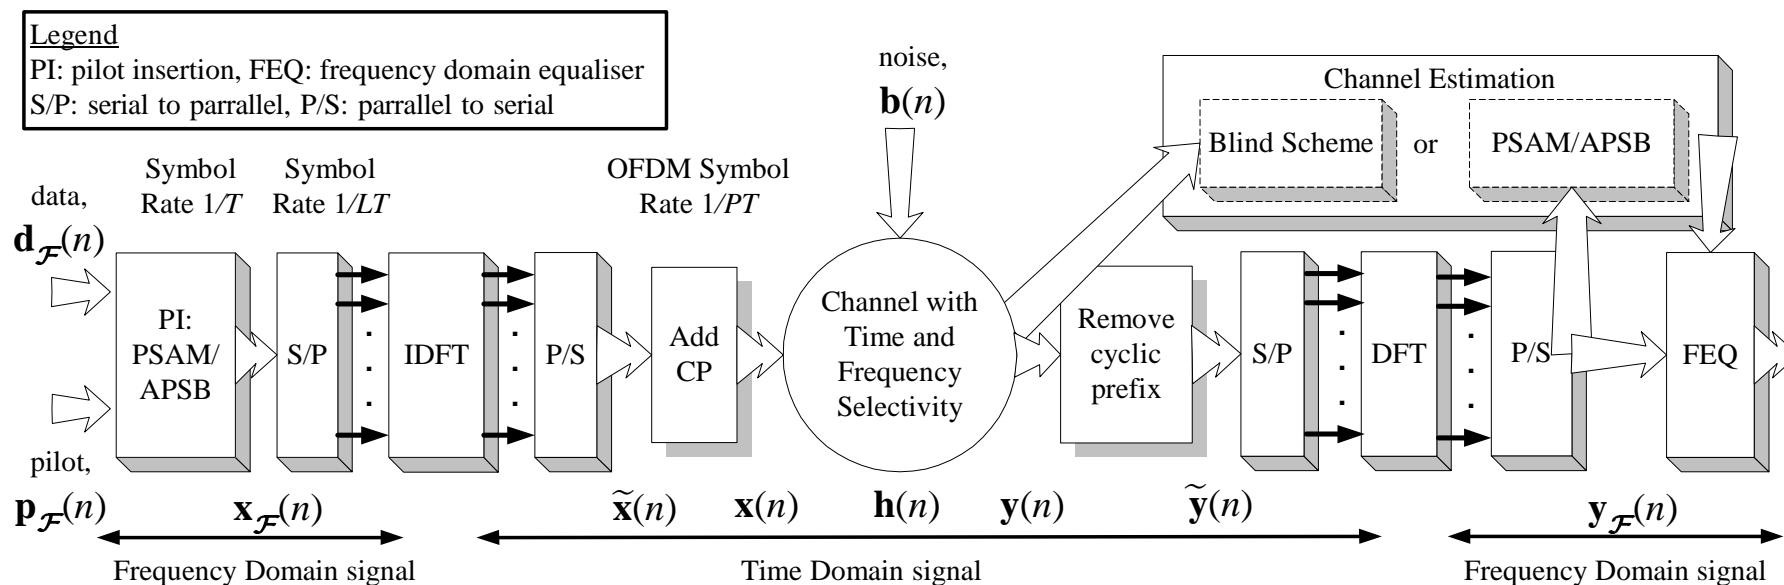 Legend
PI: pilot insertion, FEQ: frequency domain equaliser
S/P: serial to parrallel, P/S: parrallel to serial
noise,
b(n)
Channel Estimation
Blind Scheme
or
PSAM/APSB
data,
d𝓕(n)
Symbol
Rate 1/T
Symbol
Rate 1/LT
OFDM Symbol
Rate 1/PT
PI:
PSAM/
APSB
S/P
IDFT
P/S
Add
CP
Channel with
Time and
Frequency
Selectivity
Remove
cyclic
prefix
S/P
DFT
P/S
FEQ
pilot,
p𝓕(n)
x𝓕(n)
x̃(n)
x(n)
h(n)
y(n)
ỹ(n)
y𝓕(n)
Frequency Domain signal
Time Domain signal
Frequency Domain signal